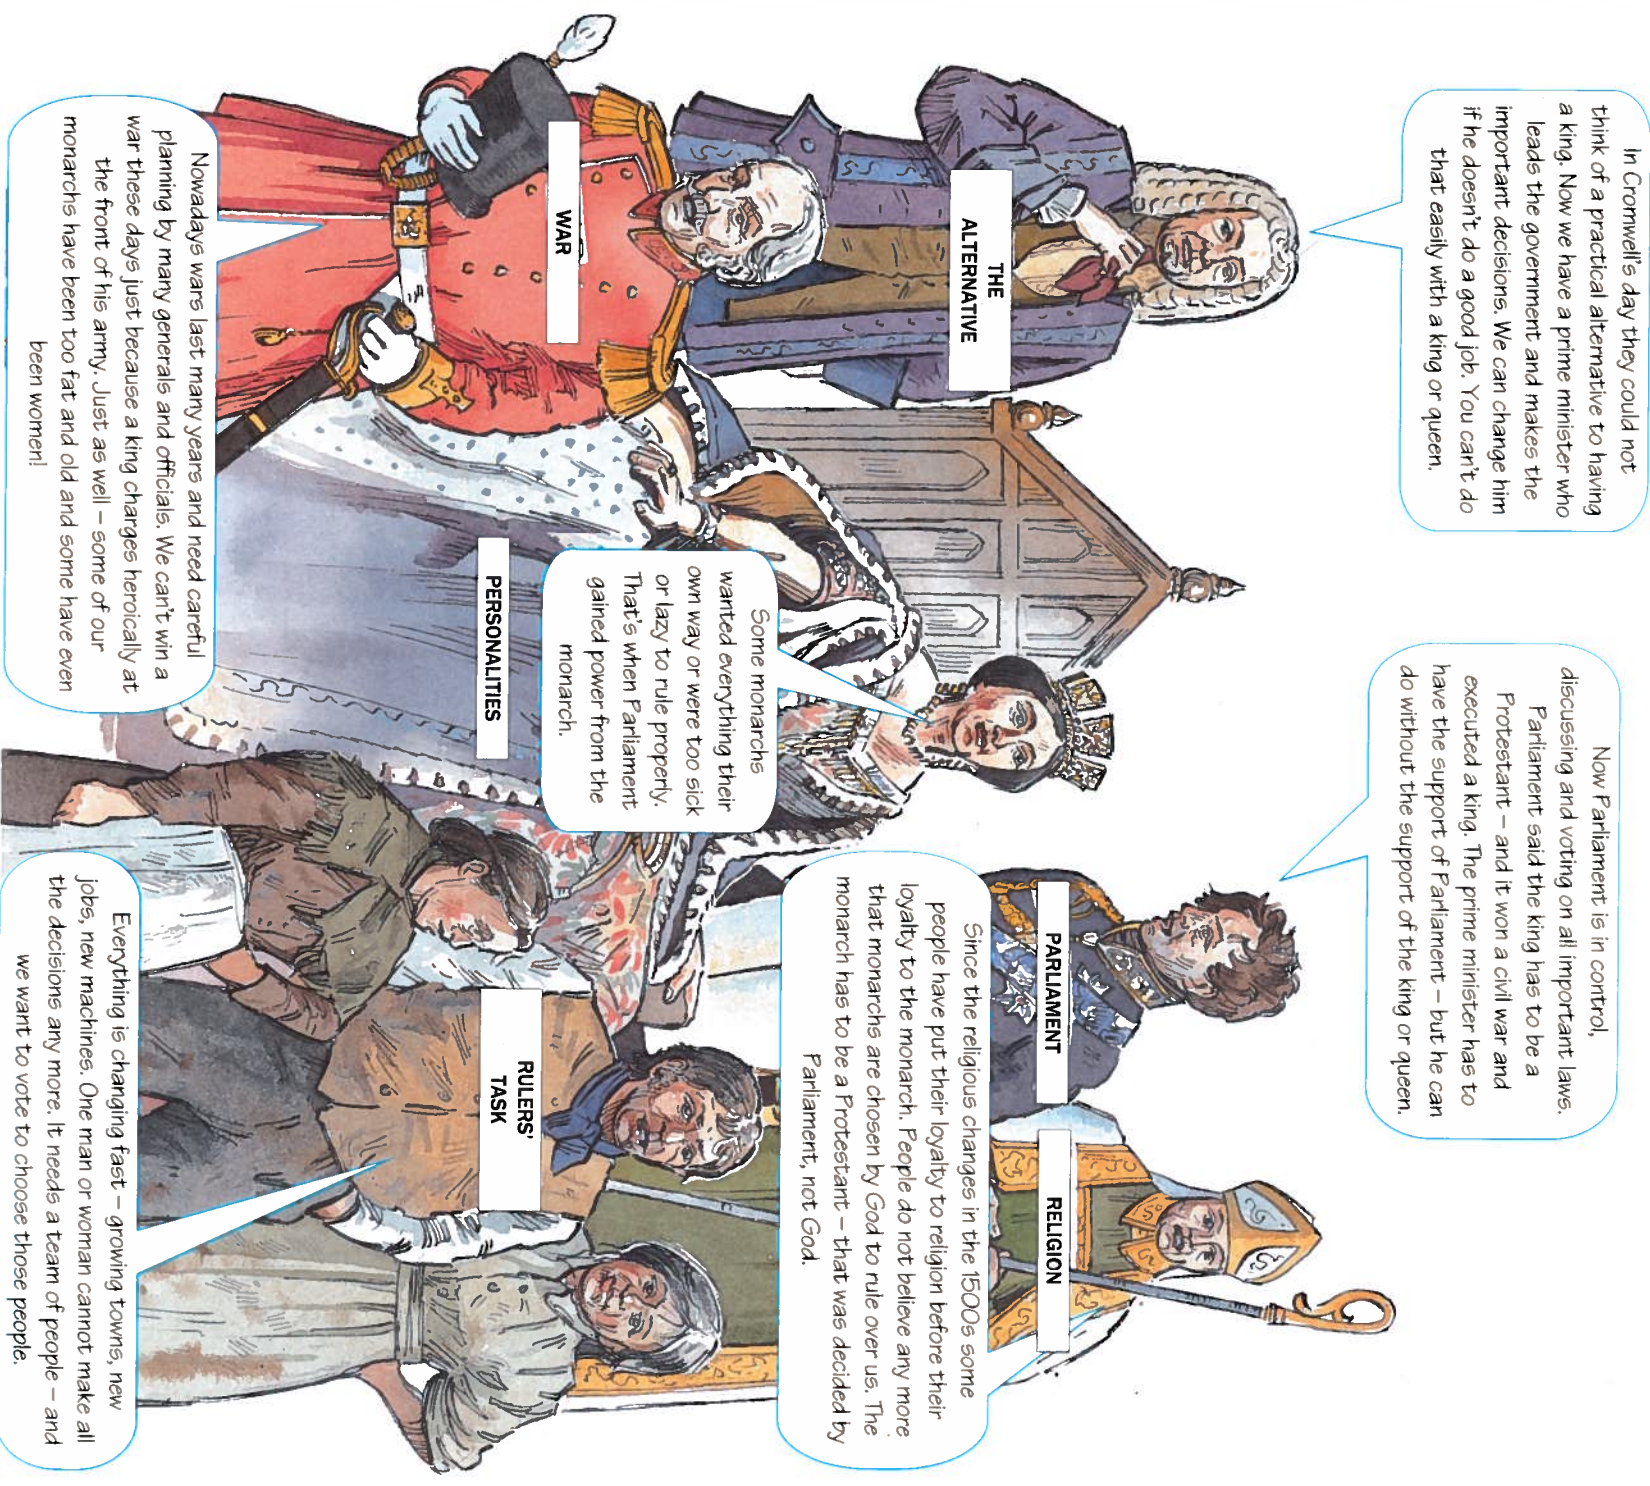 In Cromwell's day they could not
think of a practical alternative to having
a king. Now we have a prime minister who
leads the government and makes the
important decisions. We can change him
if he doesn't do a good job. You can't do
that easily with a king or queen.
THE
ALTERNATIVE
Now Parliament is in control,
discussing and voting on all important laws.
Parliament said the king has to be a
Protestant – and it won a civil war and
executed a king. The prime minister has to
have the support of Parliament – but he can
do without the support of the king or queen.
PARLIAMENT
RELIGION
Since the religious changes in the 1500s some
people have put their loyalty to religion before their
loyalty to the monarch. People do not believe any more
that monarchs are chosen by God to rule over us. The
monarch has to be a Protestant – that was decided by
Parliament, not God.
WAR
Nowadays wars last many years and need careful
planning by many generals and officials. We can't win a
war these days just because a king charges heroically at
the front of his army. Just as well – some of our
monarchs have been too fat and old and some have even
been women!
Some monarchs
wanted everything their
own way or were too sick
or lazy to rule properly.
That's when Parliament
gained power from the
monarch.
PERSONALITIES
RULERS'
TASK
Everything is changing fast – growing towns, new
jobs, new machines. One man or woman cannot make all
the decisions any more. It needs a team of people – and
we want to vote to choose those people.